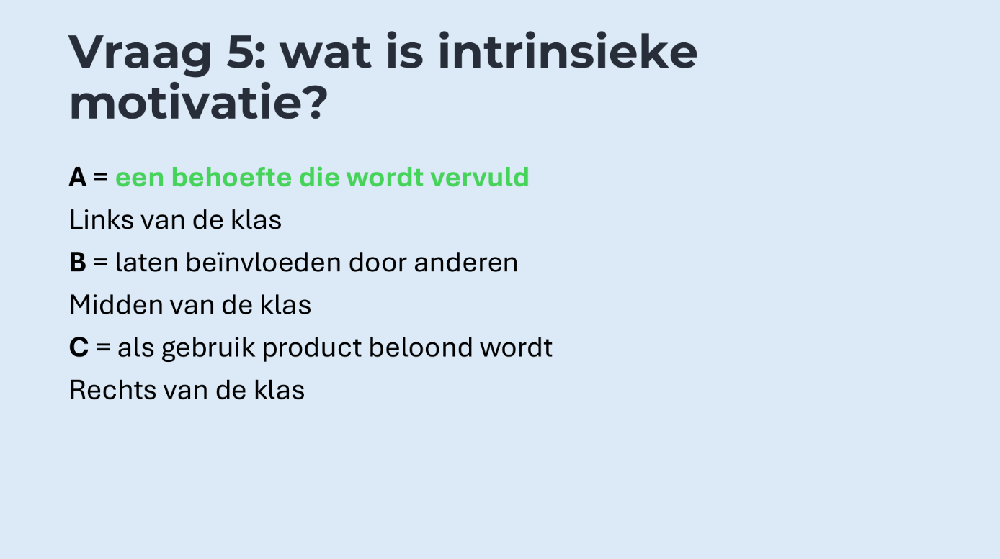 Vraag 5: wat is intrinsieke
motivatie?
A = een behoefte die wordt vervuld
Links van de klas
B = laten beïnvloeden door anderen
Midden van de klas
C = als gebruik product beloond wordt
Rechts van de klas